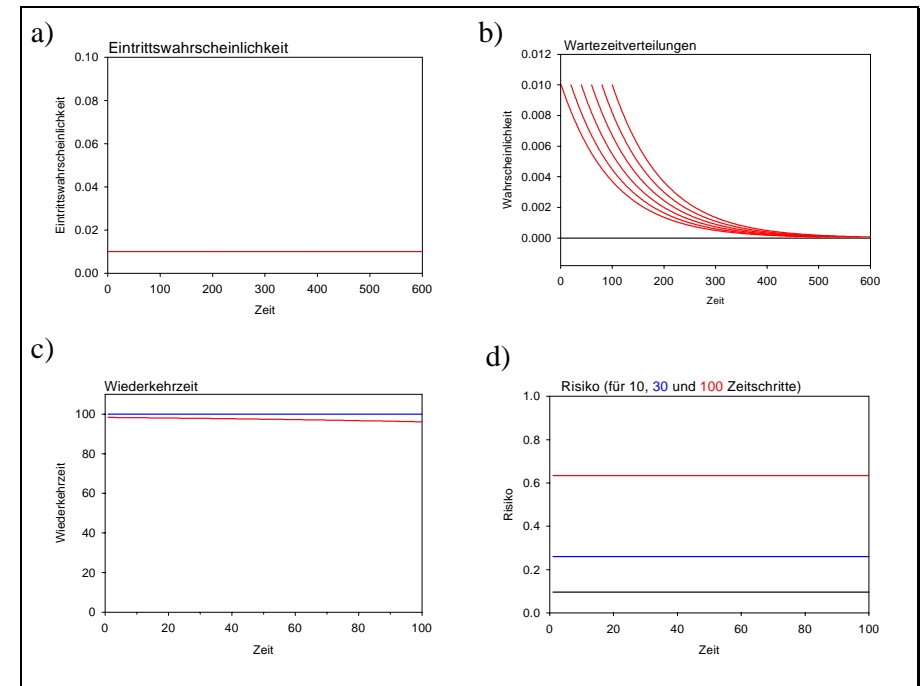 a)
Eintrittswahrscheinlichkeit
Eintrittswahrscheinlichkeit
0.10
0.08
0.06
0.04
0.02
0.00
0 100 200 300 400 500 600
Zeit
b)
Wartezeitverteilungen
Wahrscheinlichkeit
0.012
0.010
0.008
0.006
0.004
0.002
0.000
0 100 200 300 400 500 600
Zeit
c)
Wiederkehrzeit
Wiederkehrzeit
100
80
60
40
20
0
0 20 40 60 80 100
Zeit
d)
Risiko (für 10, 30 und 100 Zeitschritte)
Risiko
1.0
0.8
0.6
0.4
0.2
0.0
0 20 40 60 80 100
Zeit